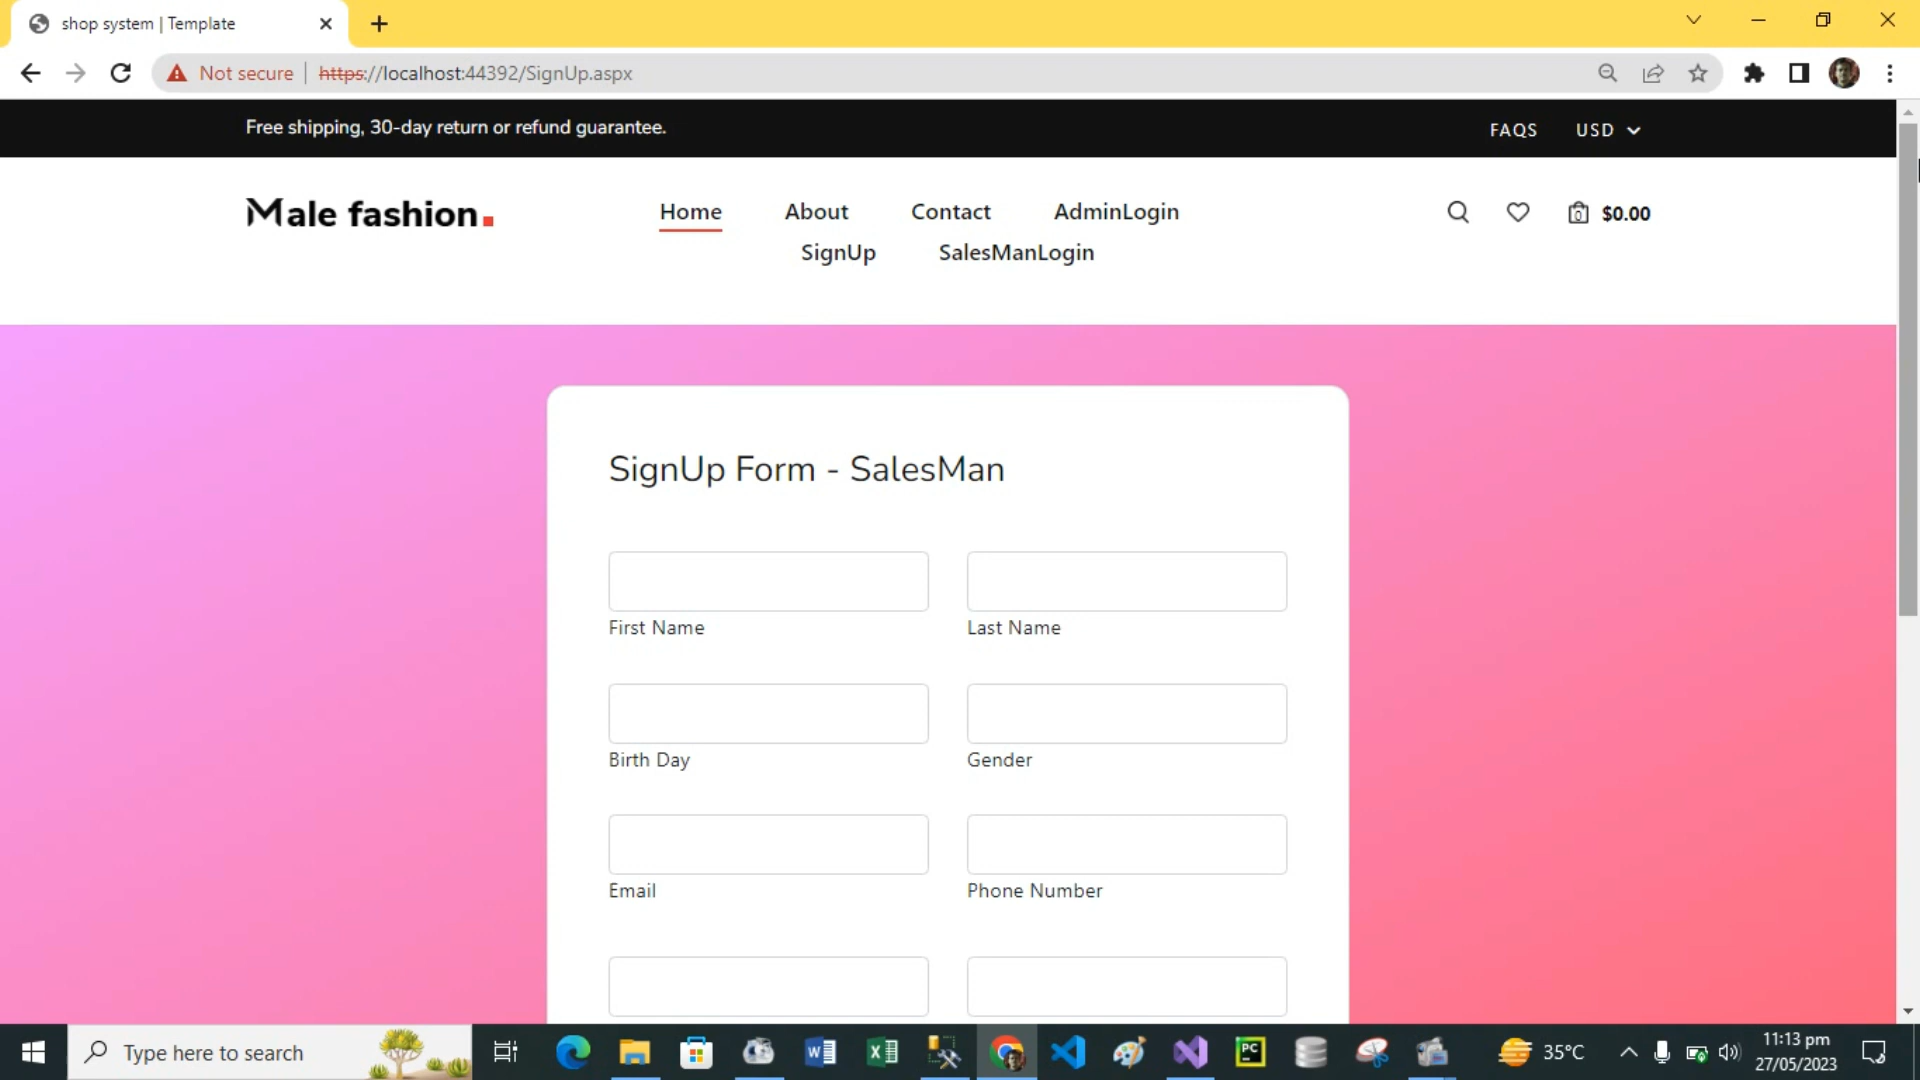 shop system | Template
Not secure https://localhost:44392/SignUp.aspx
Free shipping, 30-day return or refund guarantee.
FAQS USD
Male fashion.
Home About Contact AdminLogin
SignUp SalesManLogin
0 $0.00
SignUp Form - SalesMan
First Name Last Name
Birth Day Gender
Email Phone Number
Type here to search
W X PC
35°C
11:13 pm
27/05/2023